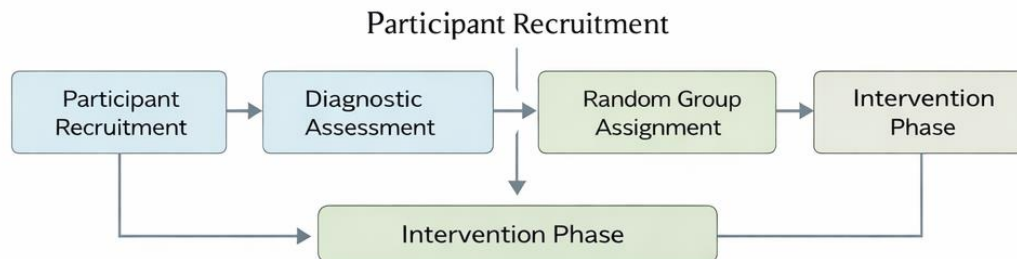 Participant Recruitment
Participant
Recruitment
Diagnostic
Assessment
Random Group
Assignment
Intervention
Phase
Intervention Phase